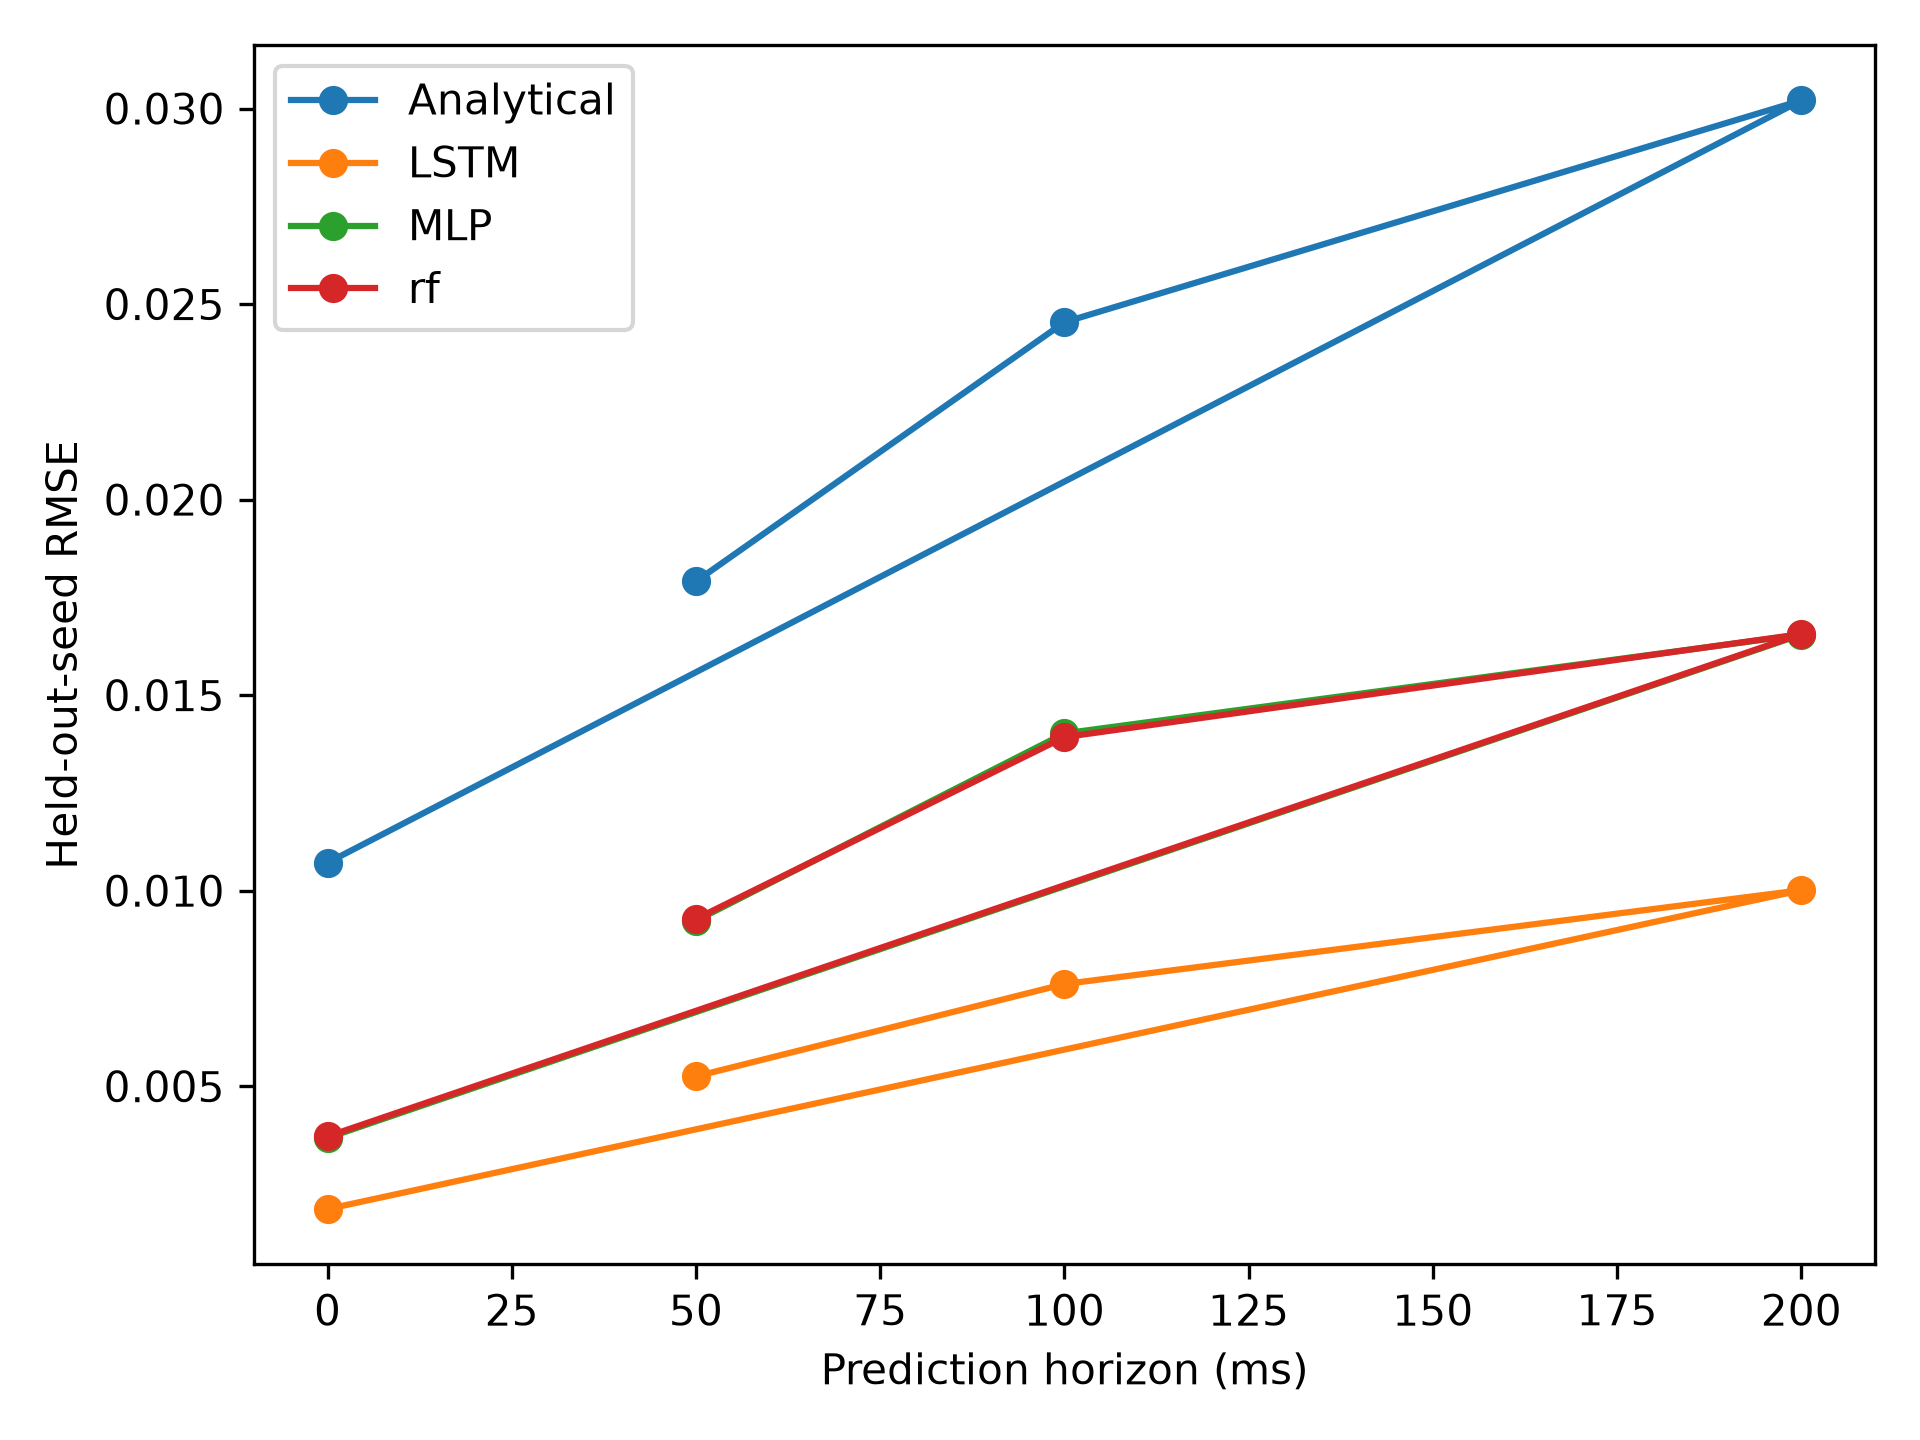 Analytical
LSTM
MLP
rf
0.030
0.025
0.020
0.015
0.010
0.005
Held-out-seed RMSE
0 25 50 75 100 125 150 175 200
Prediction horizon (ms)